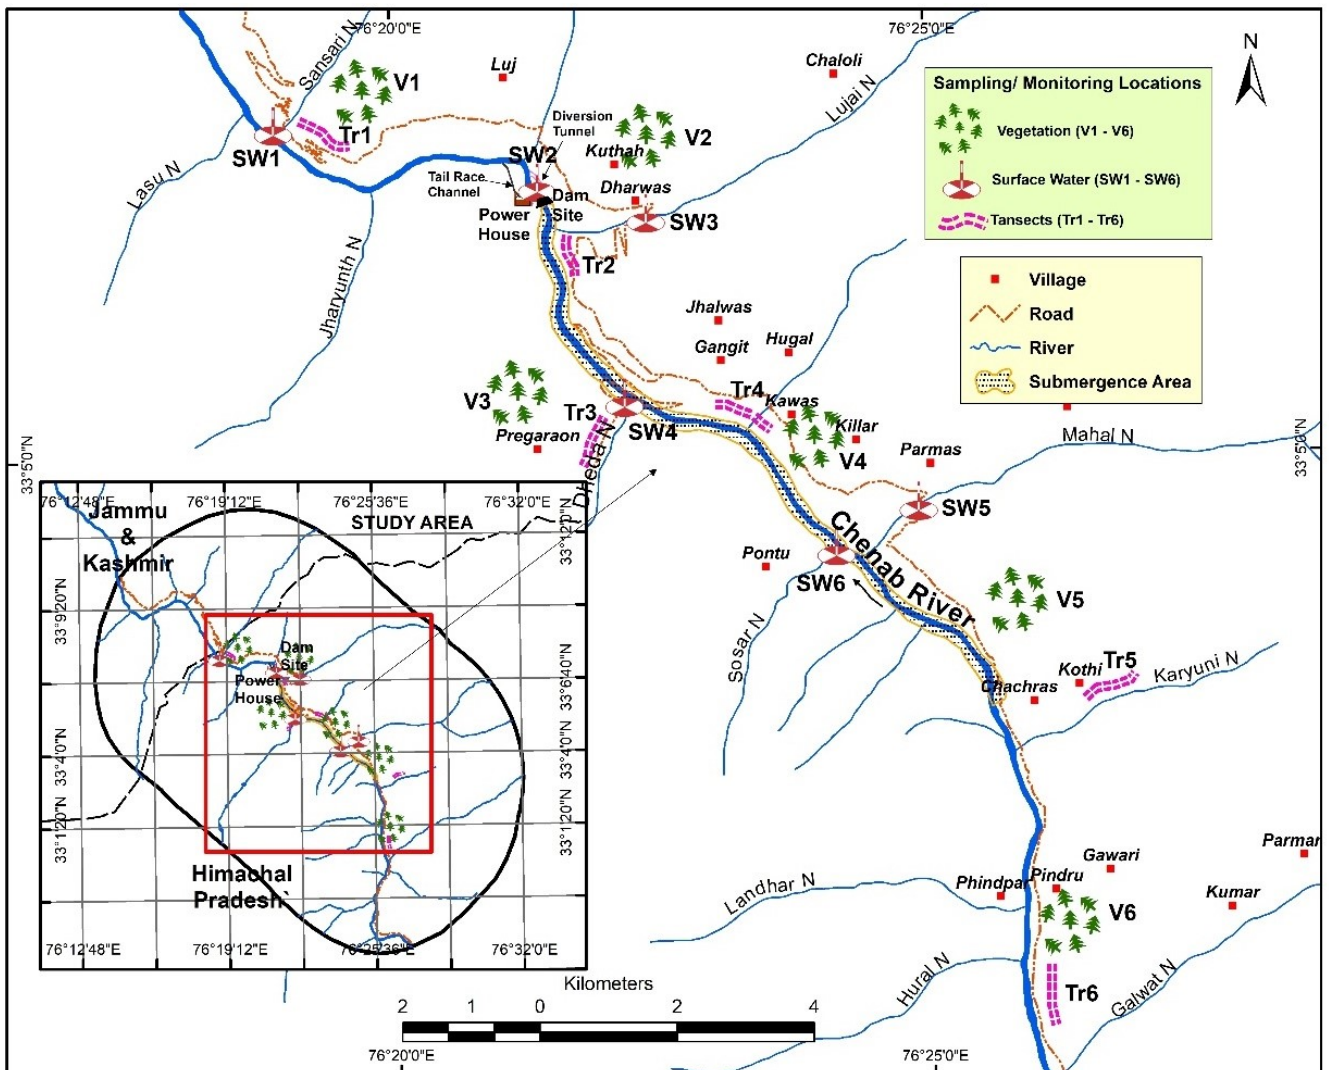 76°20'0"E
76°25'0"E
N
Sansari N
V1
Luj
Chaloli
Lujai N
Sampling/ Monitoring Locations
Vegetation (V1 - V6)
Surface Water (SW1 - SW6)
Tansects (Tr1 - Tr6)
Tr1
SW1
Diversion
Tunnel
V2
SW2
Kuthah
Lasu N
Tail Race
Channel
Dharwas
Dam
Site
Power
House
SW3
Tr2
Jharyunth N
Village
Road
River
Submergence Area
Jhalwas
Gangit
Hugal
V3
Tr3
Tr4
Kawas
SW4
Killar
V4
Pregaraon
Dheda N
Parmas
Mahal N
33°5'0"N
33°5'0"N
SW5
Chenab River
Pontu
SW6
V5
Sosar N
Kothi
Tr5
Karyuni N
Chachras
Parmar
Gawari
Pindru
Phindpar
Kumar
Landhar N
V6
Hural N
Tr6
Galwat N
76°12'48"E
76°19'12"E
76°25'36"E
76°32'0"E
Jammu
&
Kashmir
STUDY AREA
33°12'0"N
33°9'20"N
Dam
Site
Power
House
33°6'40"N
33°4'0"N
33°4'0"N
33°1'20"N
33°1'20"N
Himachal
Pradesh`
76°12'48"E
76°19'12"E
76°25'36"E
76°32'0"E
Kilometers
2 1 0 2 4
76°20'0"E
76°25'0"E